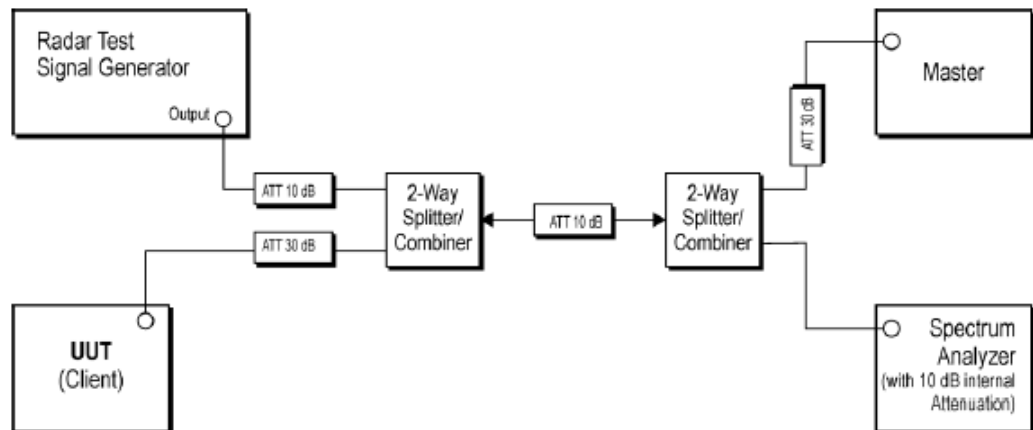 Radar Test
Signal Generator
Output
ATT 10 dB
ATT 30 dB
2-Way
Splitter/
Combiner
ATT 10 dB
2-Way
Splitter/
Combiner
ATT 30 dB
Master
UUT
(Client)
Spectrum
Analyzer
(with 10 dB internal
Attenuation)